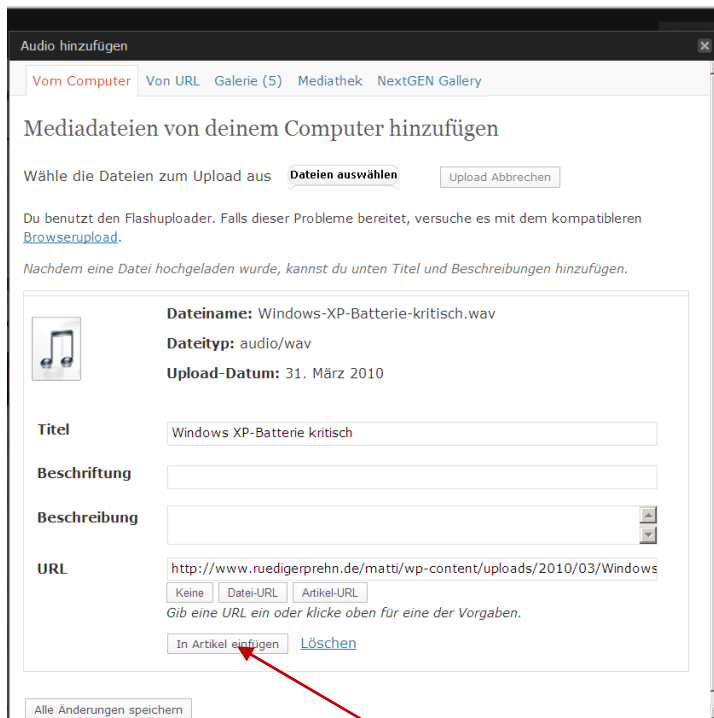 Audio hinzufügen
Vom Computer Von URL Galerie (5) Mediathek NextGEN Gallery
Mediadateien von deinem Computer hinzufügen
Wähle die Dateien zum Upload aus Dateien auswählen Upload Abbrechen
Du benutzt den Flashuploader. Falls dieser Probleme bereitet, versuche es mit dem kompatibleren
Browserupload.
Nachdem eine Datei hochgeladen wurde, kannst du unten Titel und Beschreibungen hinzufügen.
Dateiname: Windows-XP-Batterie-kritisch.wav
Dateityp: audio/wav
Upload-Datum: 31. März 2010
Titel Windows XP-Batterie kritisch
Beschriftung
Beschreibung
URL http://www.ruedigerprehn.de/matti/wp-content/uploads/2010/03/Windows
Keine Datei-URL Artikel-URL
Gib eine URL ein oder klicke oben für eine der Vorgaben.
In Artikel einfügen Löschen
Alle Änderungen speichern